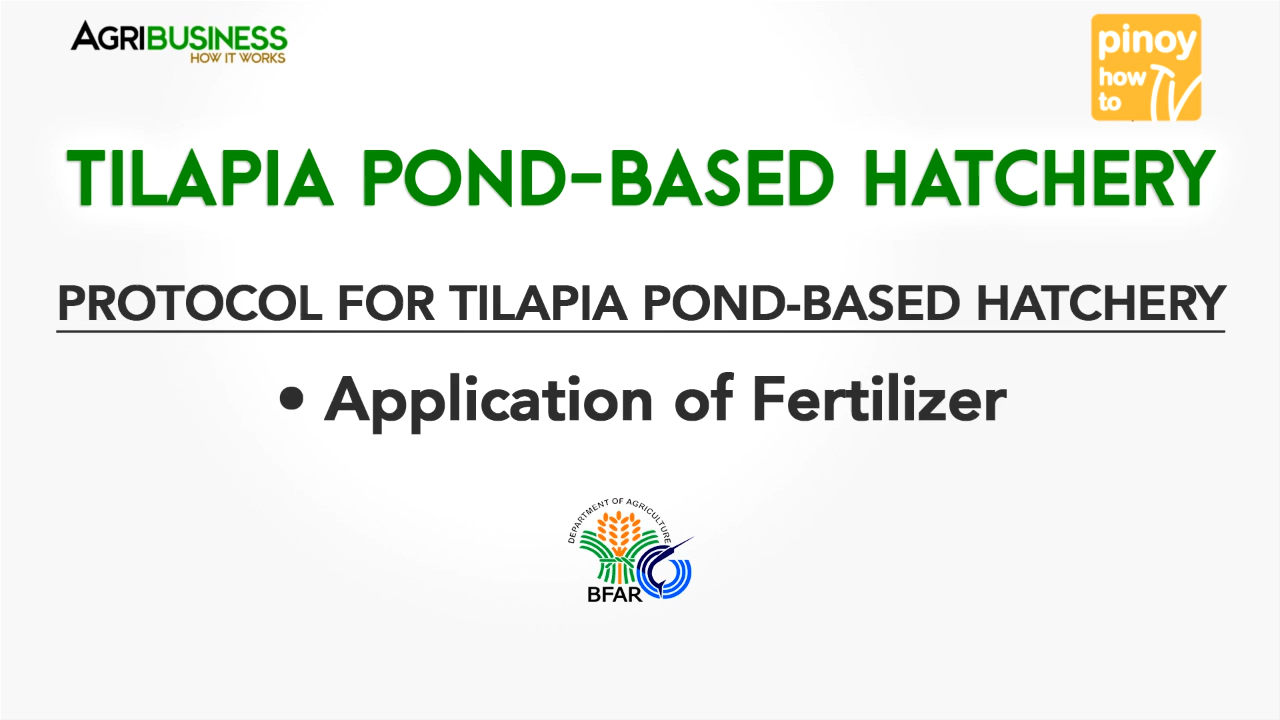 AGRIBUSINESS
HOW IT WORKS
pinoy
how TV
to
TILAPIA POND-BASED HATCHERY
PROTOCOL FOR TILAPIA POND-BASED HATCHERY
• Application of Fertilizer
DEPARTMENT OF AGRICULTURE
BFAR